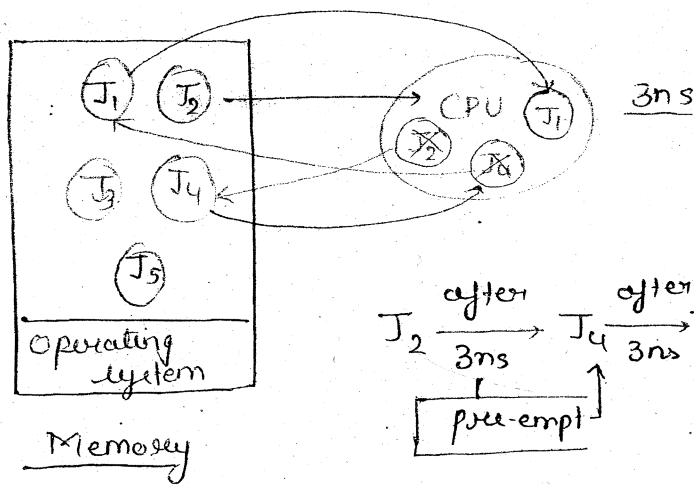 J1 J2
CPU J1
3ns
J2
J4
J3 J4
J5
Operating
system
Memory
after after
J2 J4
3ns 3ns
pre-empt